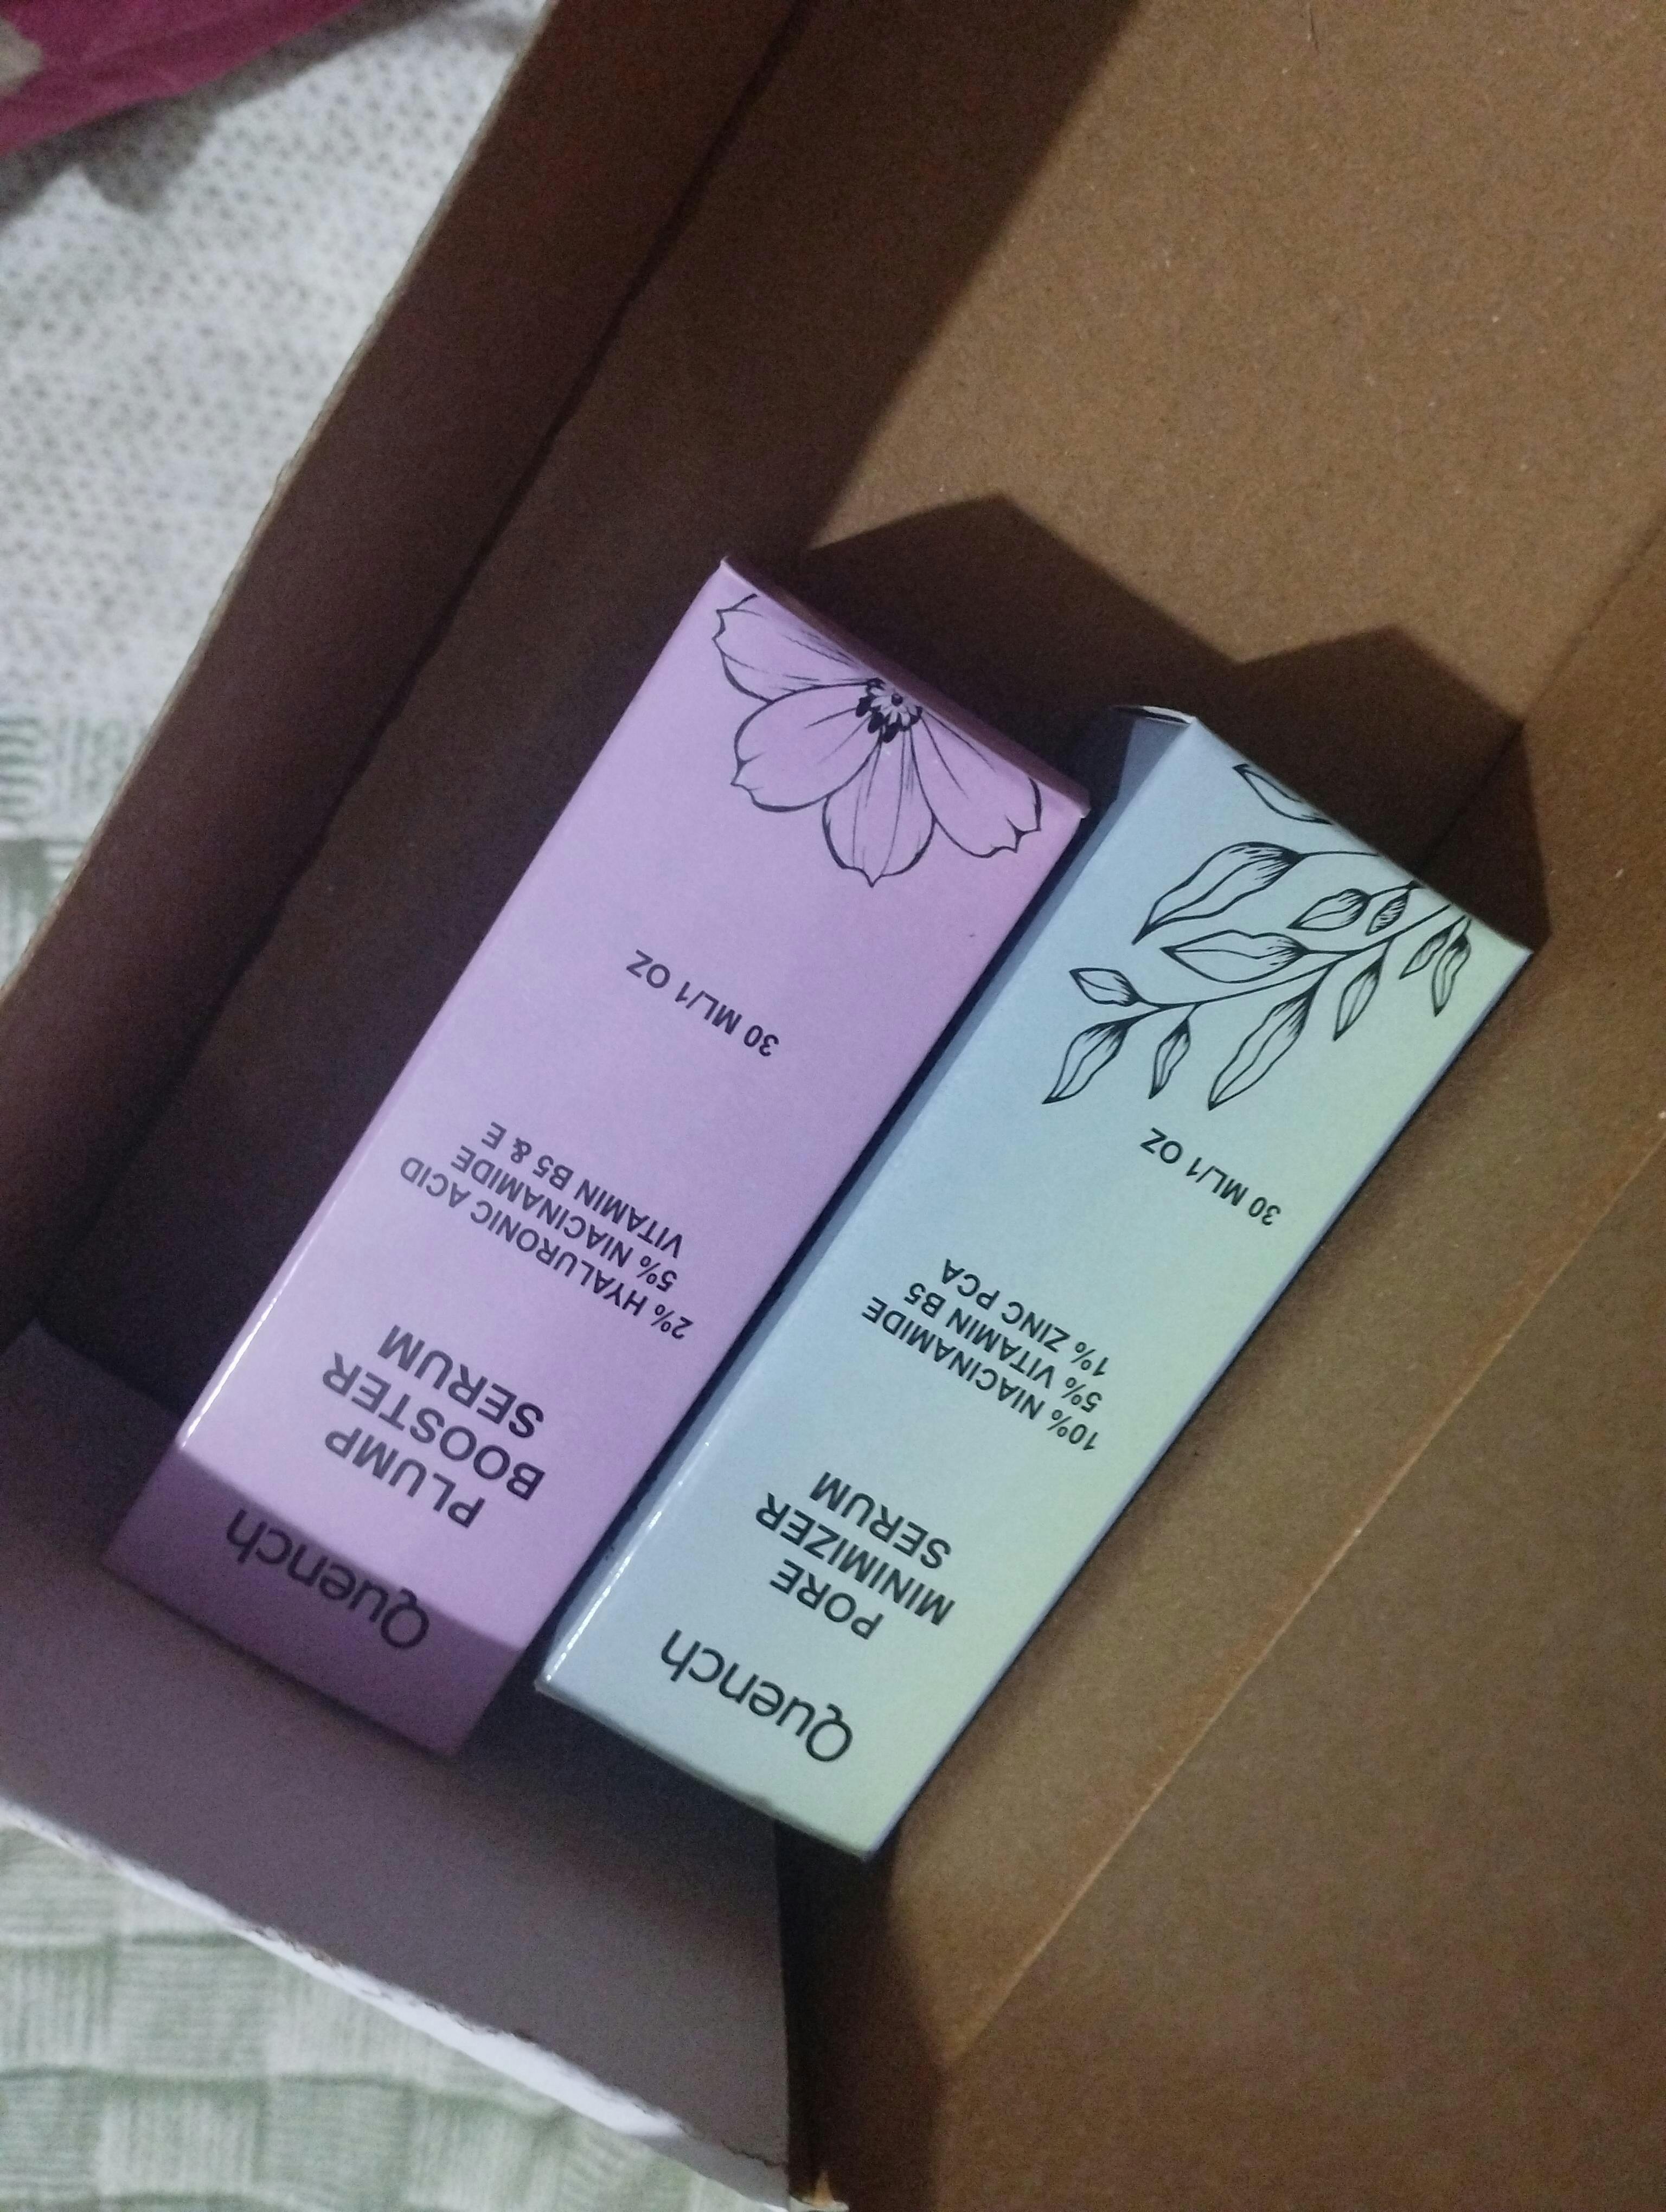 Quench
PLUMP
BOOSTER
SERUM
2% HYALURONIC ACID
5% NIACINAMIDE
VITAMIN B5 & E
30 ML/1 OZ
Quench
PORE
MINIMIZER
SERUM
10% NIACINAMIDE
5% VITAMIN B5
1% ZINC PCA
30 ML/1 OZ